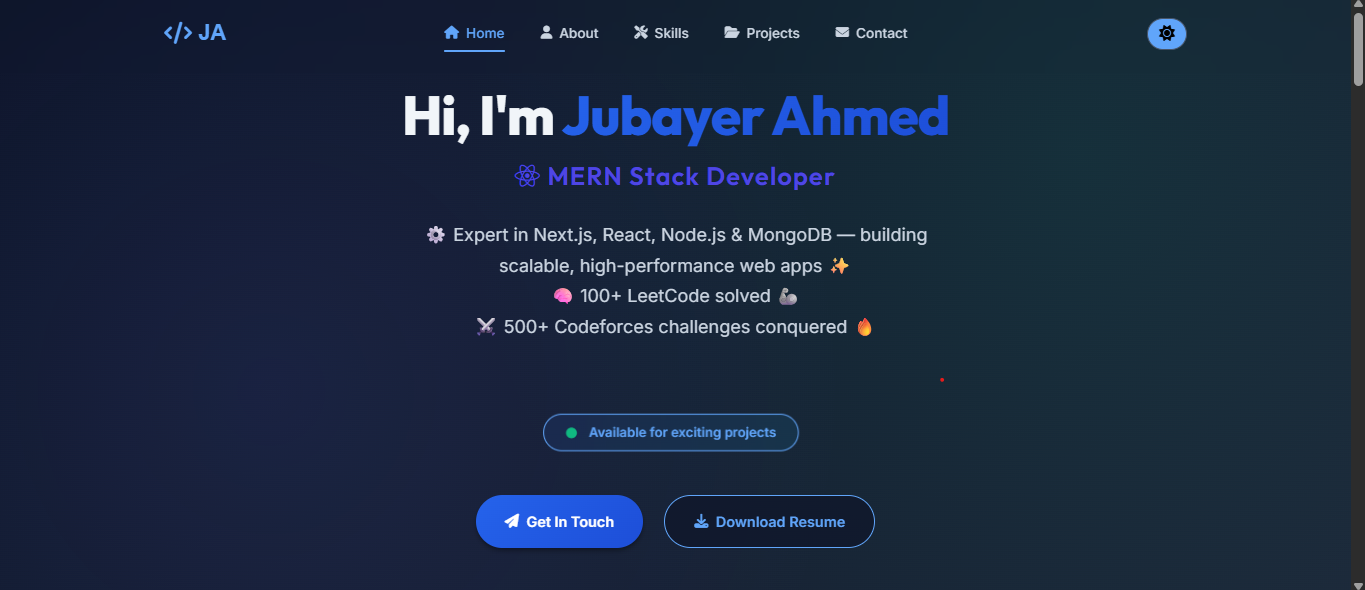 </> JA
Home
About
Skills
Projects
Contact
Hi, I'm Jubayer Ahmed
MERN Stack Developer
⚙️ Expert in Next.js, React, Node.js & MongoDB — building
scalable, high-performance web apps ✨
🧠 100+ LeetCode solved 🦾
⚔️ 500+ Codeforces challenges conquered 🔥
Available for exciting projects
Get In Touch
Download Resume